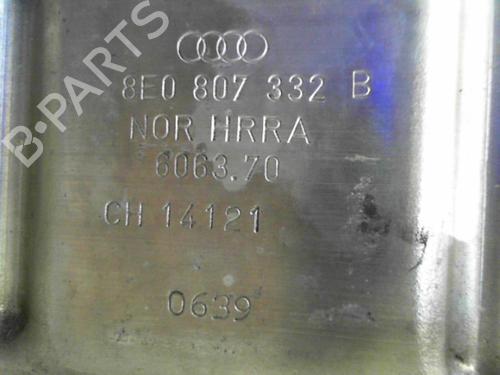 B-PARTS
8E0 807 332 B
NOR HRRA
6063.70
CH 14121
0639